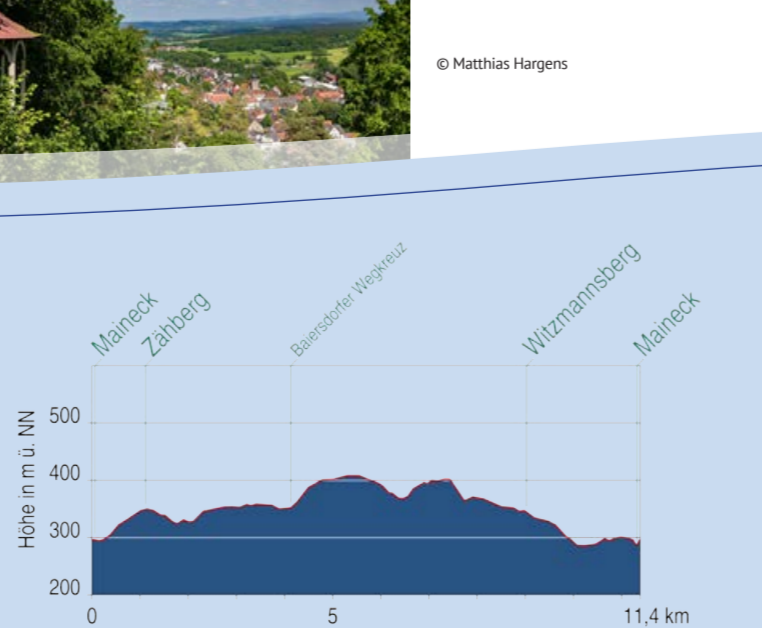 © Matthias Hargens
Maineck
Zähberg
Baiersdorfer Wegkreuz
Witzmannsberg
Maineck
Höhe in m ü. NN
500
400
300
200
0
5
11,4 km